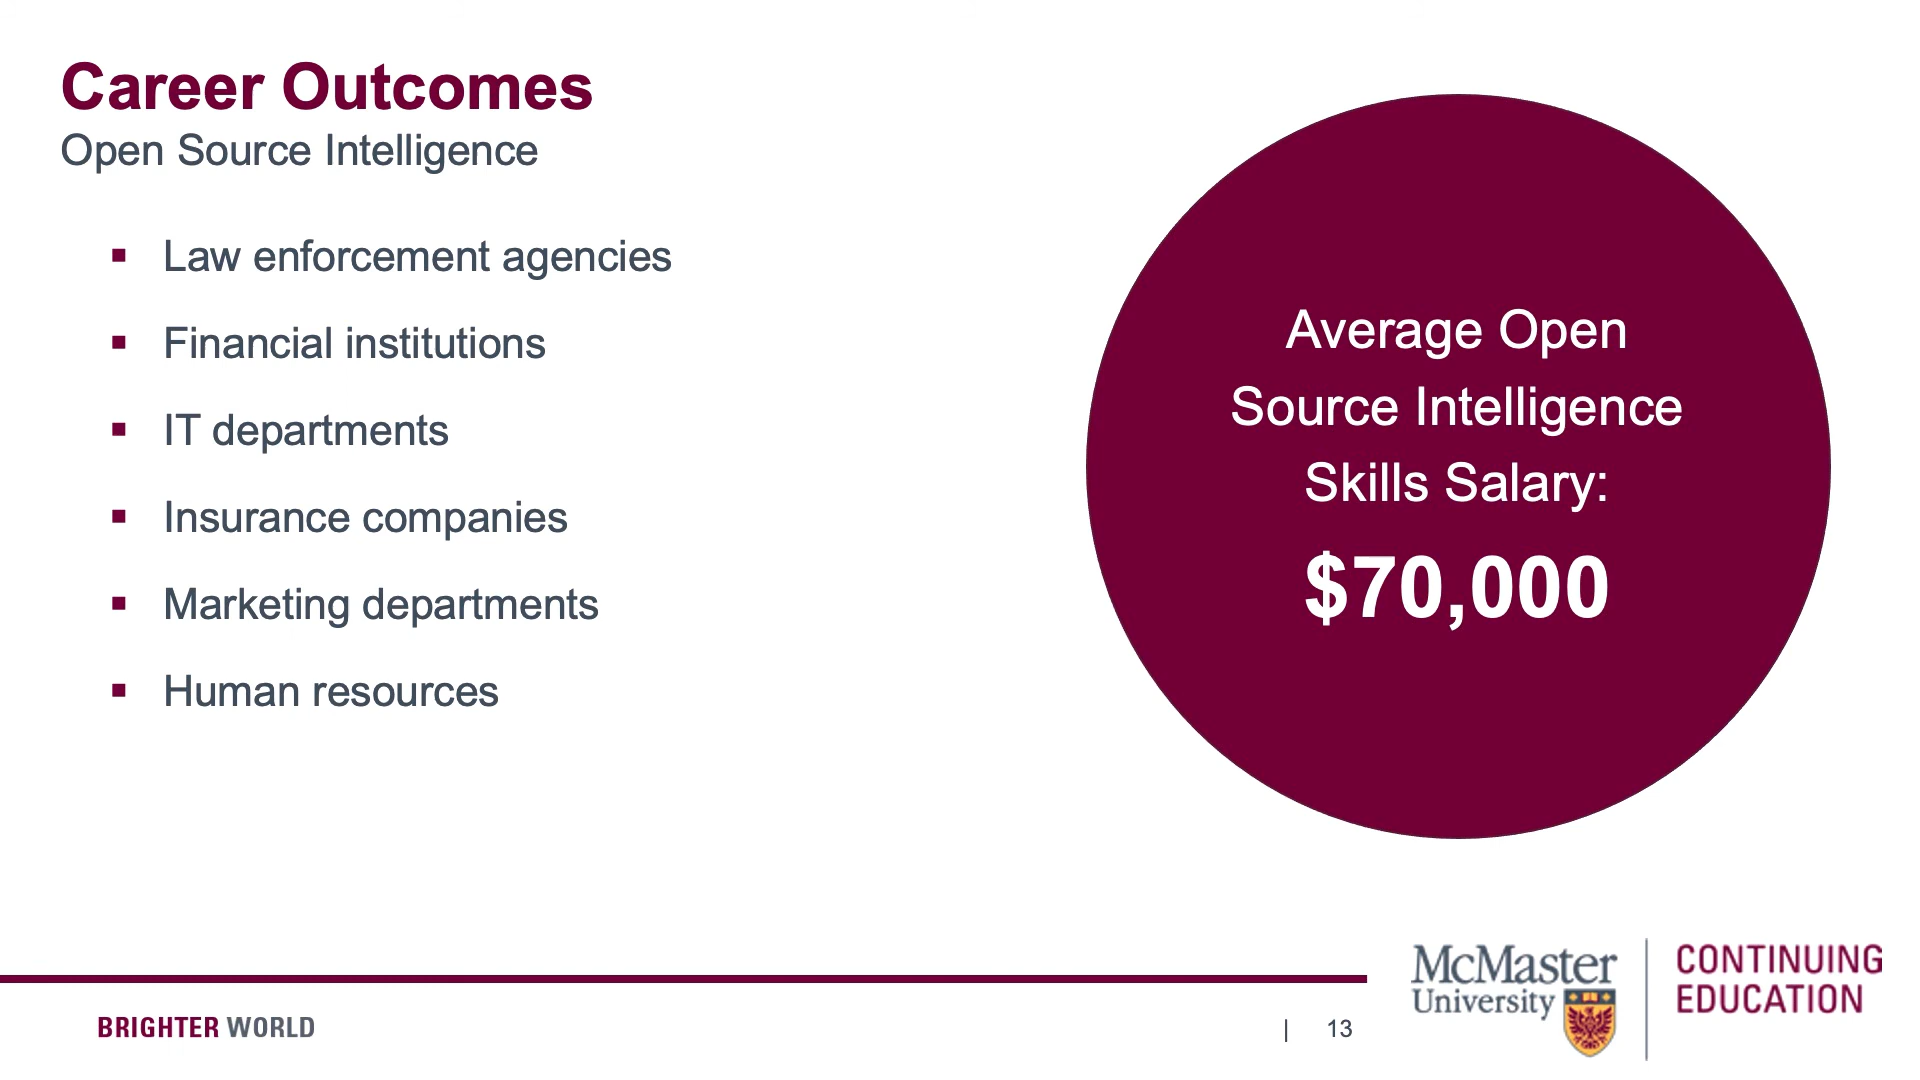 Career Outcomes
Open Source Intelligence
▪ Law enforcement agencies
▪ Financial institutions
▪ IT departments
▪ Insurance companies
▪ Marketing departments
▪ Human resources
Average Open
Source Intelligence
Skills Salary:
$70,000
BRIGHTER WORLD
| 13
McMaster
University
CONTINUING
EDUCATION